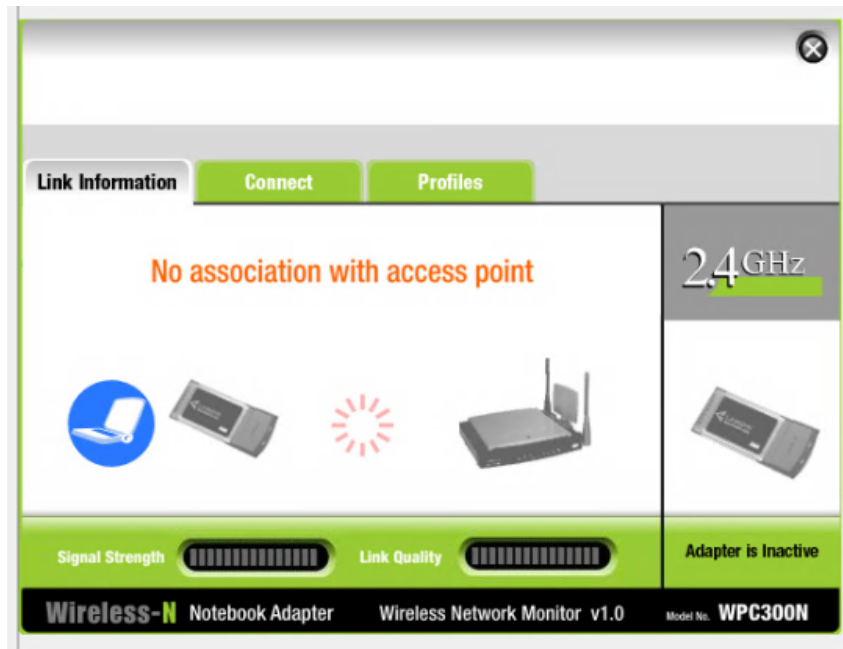 Link Information
Connect
Profiles
No association with access point
2.4GHz
Signal Strength
Link Quality
Adapter is Inactive
Wireless-N Notebook Adapter Wireless Network Monitor v1.0 Model No. WPC300N